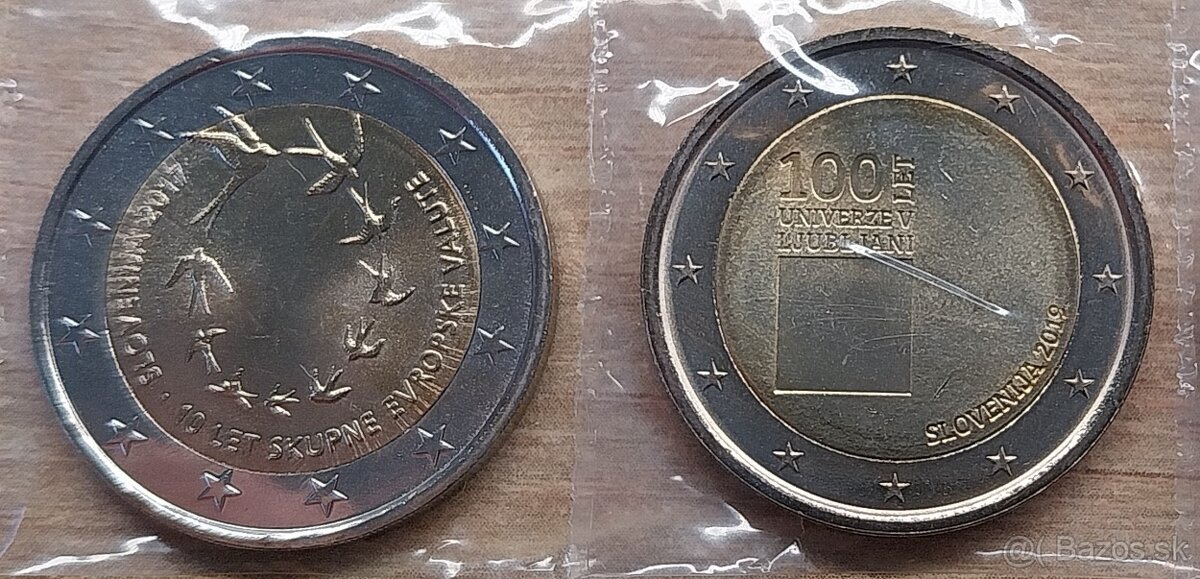 SLOVENIJA 2017 · 10 LET SKUPNE EVROPSKE VALUTE
100 LET
UNIVERZE V
LJUBLJANI
SLOVENIJA 2019
Bazos.sk